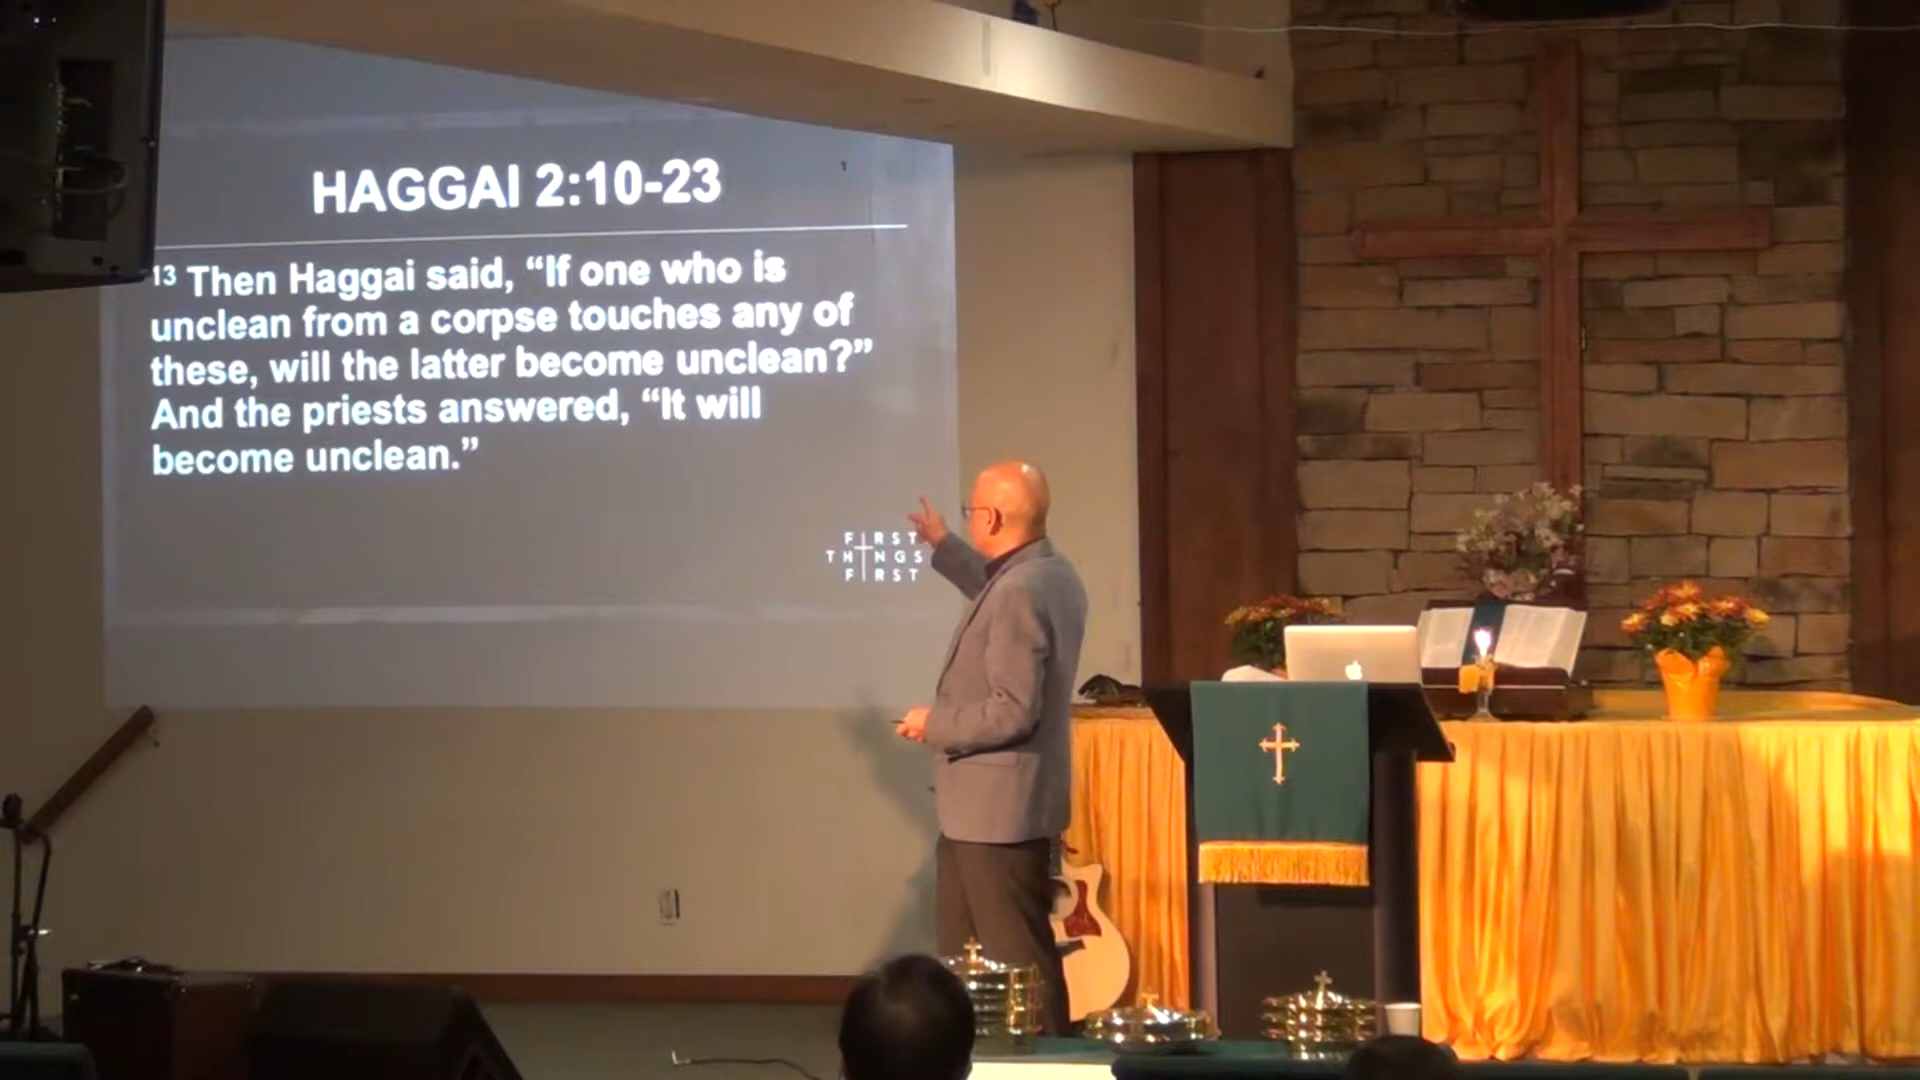 HAGGAI 2:10-23
13 Then Haggai said, “If one who is
unclean from a corpse touches any of
these, will the latter become unclean?”
And the priests answered, “It will
become unclean.”
FIRST
THINGS
FIRST